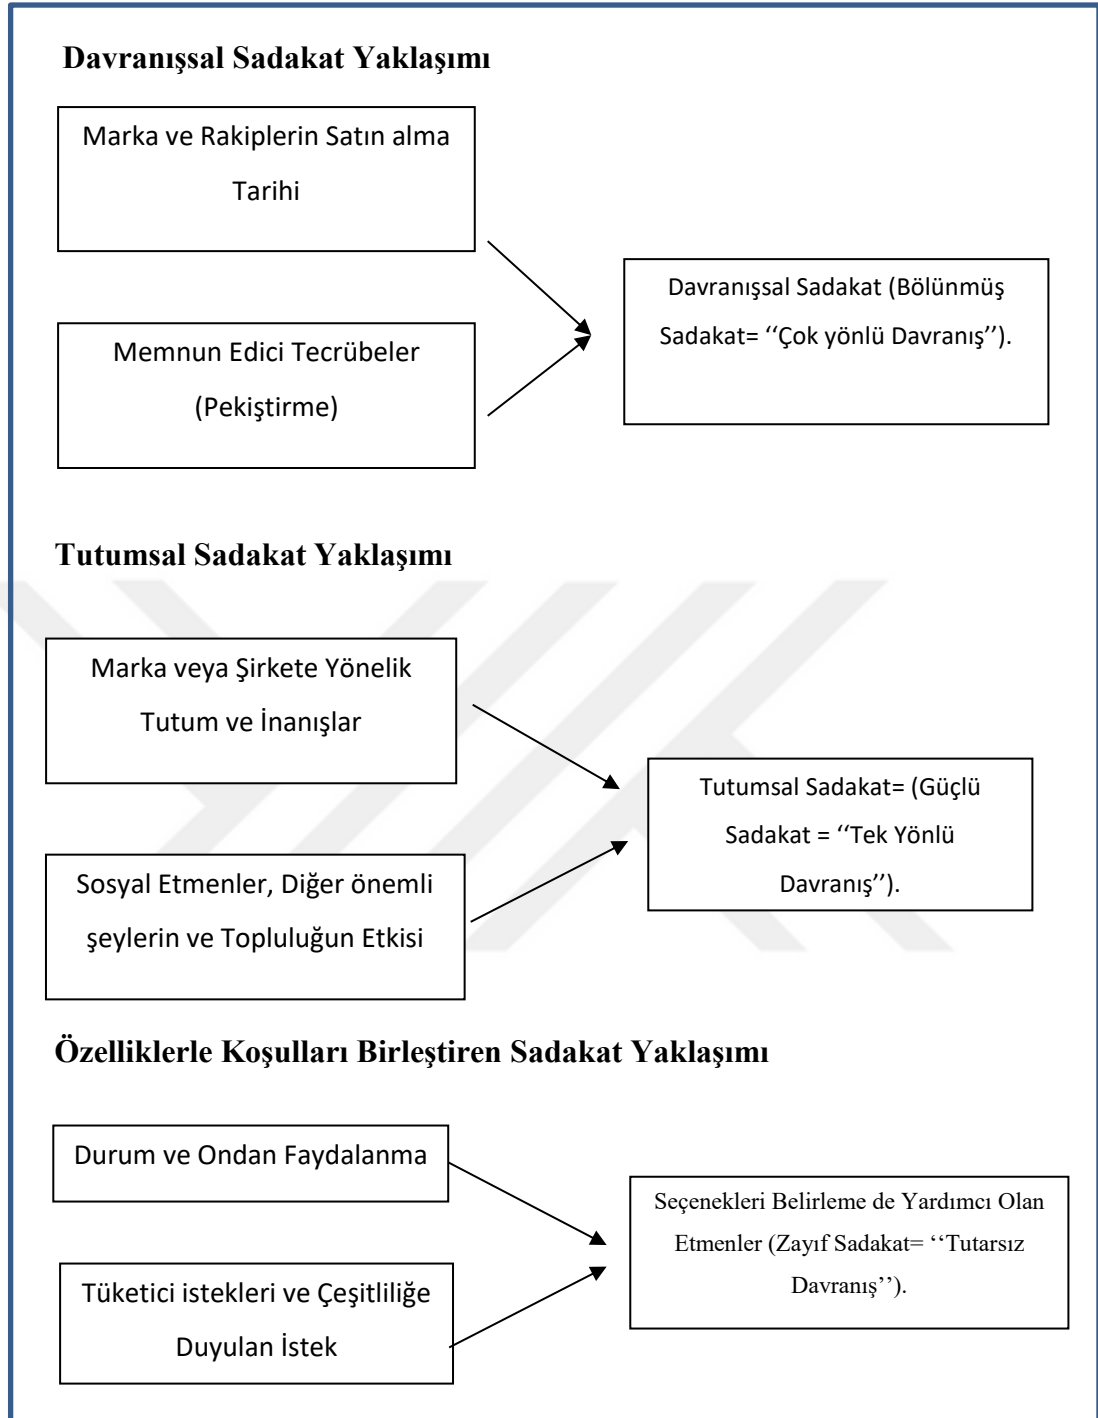 Davranışsal Sadakat Yaklaşımı
Marka ve Rakiplerin Satın alma
Tarihi
Memnun Edici Tecrübeler
(Pekiştirme)
Davranışsal Sadakat (Bölünmüş
Sadakat= ‘‘Çok yönlü Davranış’’).
Tutumsal Sadakat Yaklaşımı
Marka veya Şirkete Yönelik
Tutum ve İnanışlar
Sosyal Etmenler, Diğer önemli
şeylerin ve Topluluğun Etkisi
Tutumsal Sadakat= (Güçlü
Sadakat = ‘‘Tek Yönlü
Davranış’’).
Özelliklerle Koşulları Birleştiren Sadakat Yaklaşımı
Durum ve Ondan Faydalanma
Tüketici istekleri ve Çeşitliliğe
Duyulan İstek
Seçenekleri Belirleme de Yardımcı Olan
Etmenler (Zayıf Sadakat= ‘‘Tutarsız
Davranış’’).